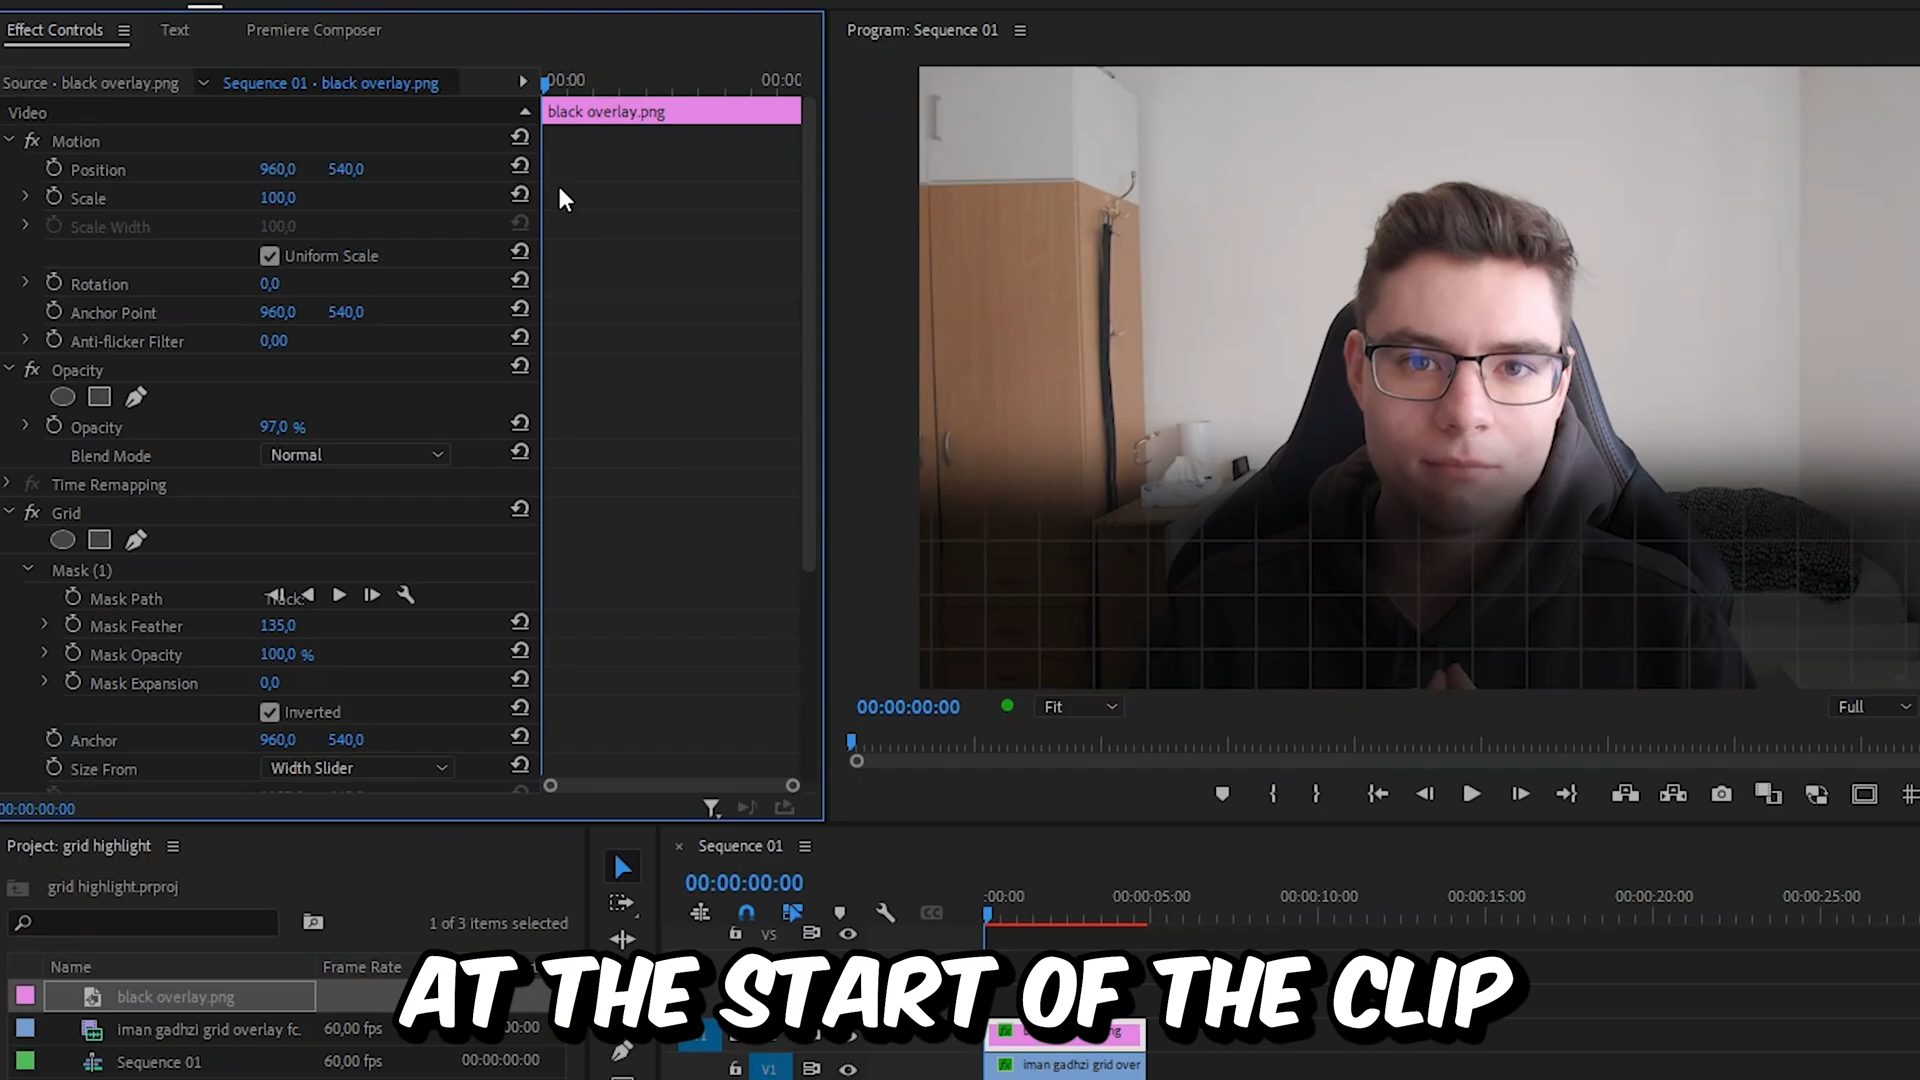 Effect Controls
Text
Premiere Composer
Program: Sequence 01
Source · black overlay.png
Sequence 01 · black overlay.png
00:00
00:00
Video
black overlay.png
Motion
Position 960,0 540,0
Scale 100,0
Scale Width 100,0
Uniform Scale
Rotation 0,0
Anchor Point 960,0 540,0
Anti-flicker Filter 0,00
Opacity
Opacity 97,0 %
Blend Mode Normal
Time Remapping
Grid
Mask (1)
Mask Path
Mask Feather 135,0
Mask Opacity 100,0 %
Mask Expansion 0,0
Inverted
Anchor 960,0 540,0
Size From Width Slider
00:00:00:00
00:00:00:00
Fit
Full
Project: grid highlight
grid highlight.prproj
1 of 3 items selected
Name Frame Rate
black overlay.png
iman gadhzi grid overlay fc. 60,00 fps
Sequence 01 60,00 fps 00:00:00:00
Sequence 01
00:00:00:00
:00:00 00:00:05:00 00:00:10:00 00:00:15:00 00:00:20:00 00:00:25:00
V3
V1
iman gadhzi grid over
AT THE START OF THE CLIP